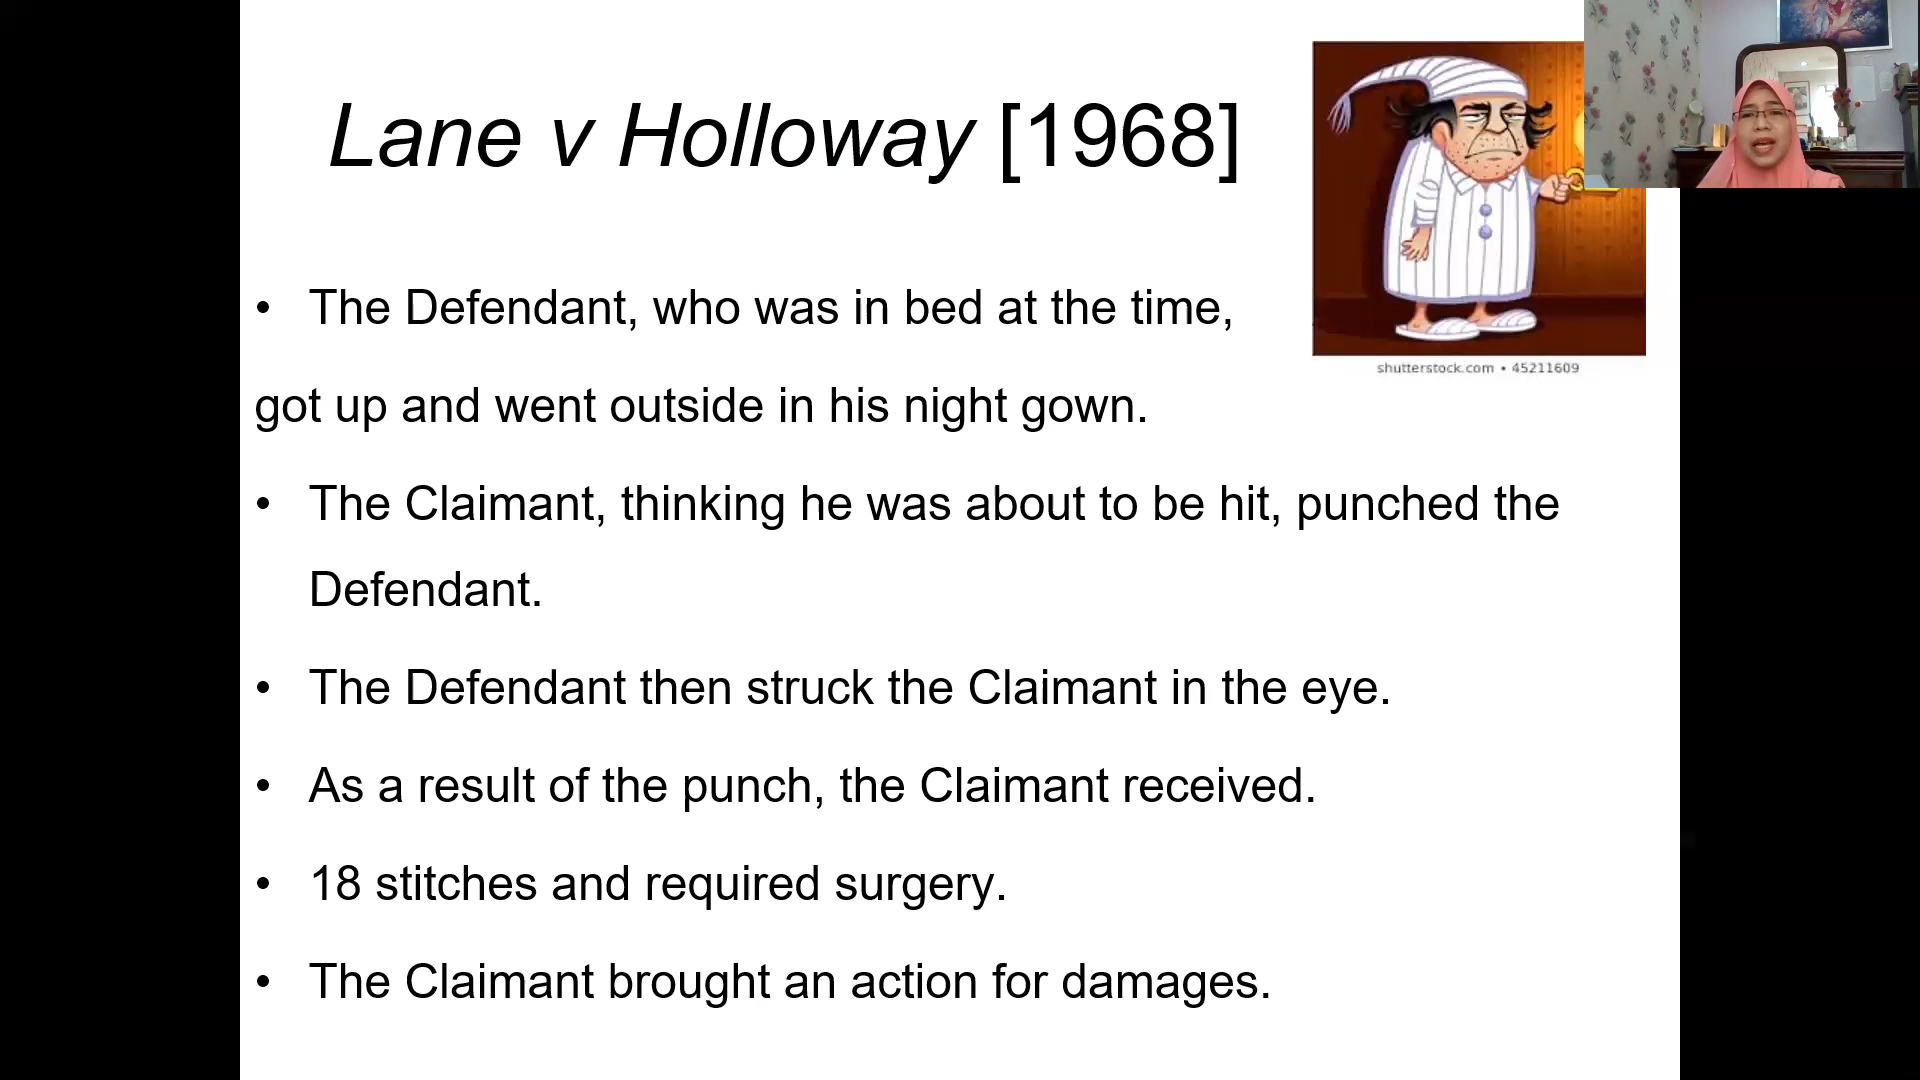 Lane v Holloway [1968]
shutterstock.com • 45211609
• The Defendant, who was in bed at the time,
got up and went outside in his night gown.
• The Claimant, thinking he was about to be hit, punched the
Defendant.
• The Defendant then struck the Claimant in the eye.
• As a result of the punch, the Claimant received.
• 18 stitches and required surgery.
• The Claimant brought an action for damages.